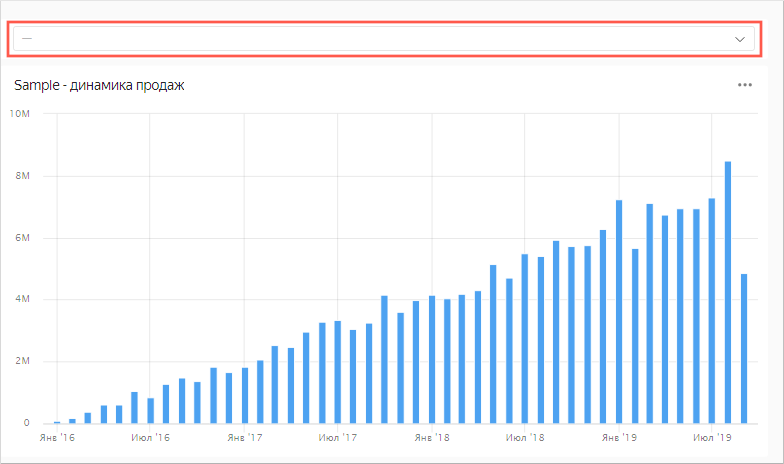 —
Sample - динамика продаж
10M
8M
6M
4M
2M
0
Янв '16 Июл '16 Янв '17 Июл '17 Янв '18 Июл '18 Янв '19 Июл '19